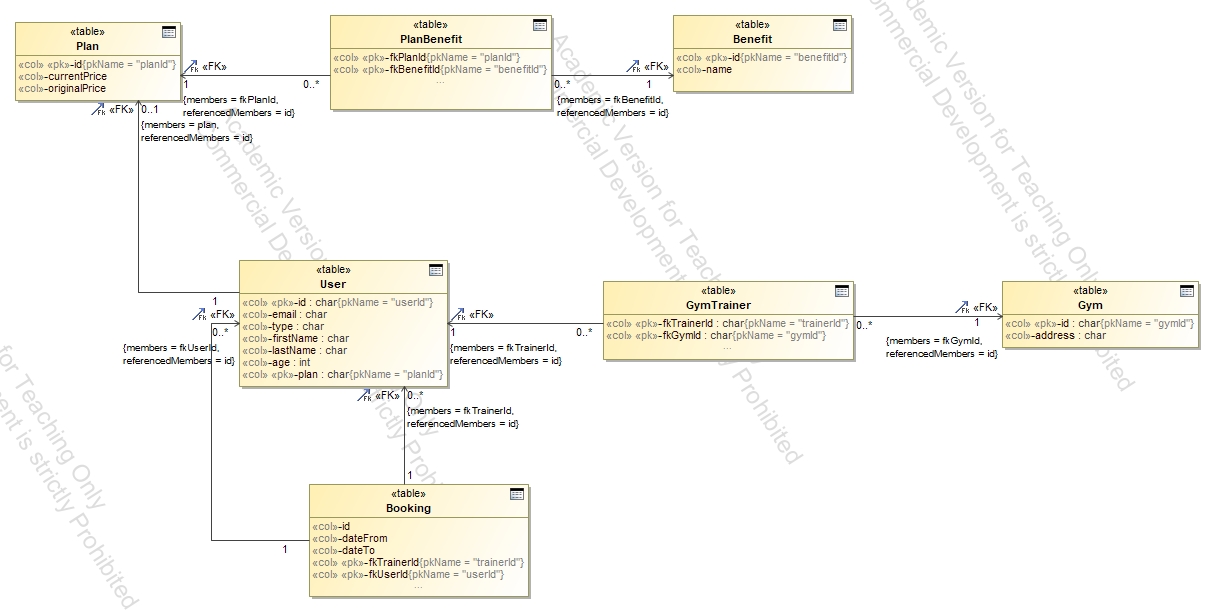 «table»
Plan
«col» «pk»-id{pkName = "planId"}
«col»-currentPrice
«col»-originalPrice
«table»
PlanBenefit
«col» «pk»-fkPlanId{pkName = "planId"}
«col» «pk»-fkBenefitId{pkName = "benefitId"}
...
«table»
Benefit
«col» «pk»-id{pkName = "benefitId"}
«col»-name
Fk «FK»
1
0..*
{members = fkPlanId,
referencedMembers = id}
Fk «FK»
0..*
1
{members = fkBenefitId,
referencedMembers = id}
Fk «FK» 0..1
{members = plan,
referencedMembers = id}
1
«table»
User
«col» «pk»-id : char{pkName = "userId"}
«col»-email : char
«col»-type : char
«col»-firstName : char
«col»-lastName : char
«col»-age : int
«col» «pk»-plan : char{pkName = "planId"}
Fk «FK»
0..*
{members = fkUserId,
referencedMembers = id}
Fk «FK»
1
0..*
{members = fkTrainerId,
referencedMembers = id}
«table»
GymTrainer
«col» «pk»-fkTrainerId : char{pkName = "trainerId"}
«col» «pk»-fkGymId : char{pkName = "gymId"}
...
Fk «FK»
0..*
1
{members = fkGymId,
referencedMembers = id}
«table»
Gym
«col» «pk»-id : char{pkName = "gymId"}
«col»-address : char
Fk «FK» 0..*
{members = fkTrainerId,
referencedMembers = id}
1
«table»
Booking
«col»-id
«col»-dateFrom
«col»-dateTo
«col» «pk»-fkTrainerId{pkName = "trainerId"}
«col» «pk»-fkUserId{pkName = "userId"}
...
1
Academic Version for Teaching Only
Commercial Development is strictly Prohibited